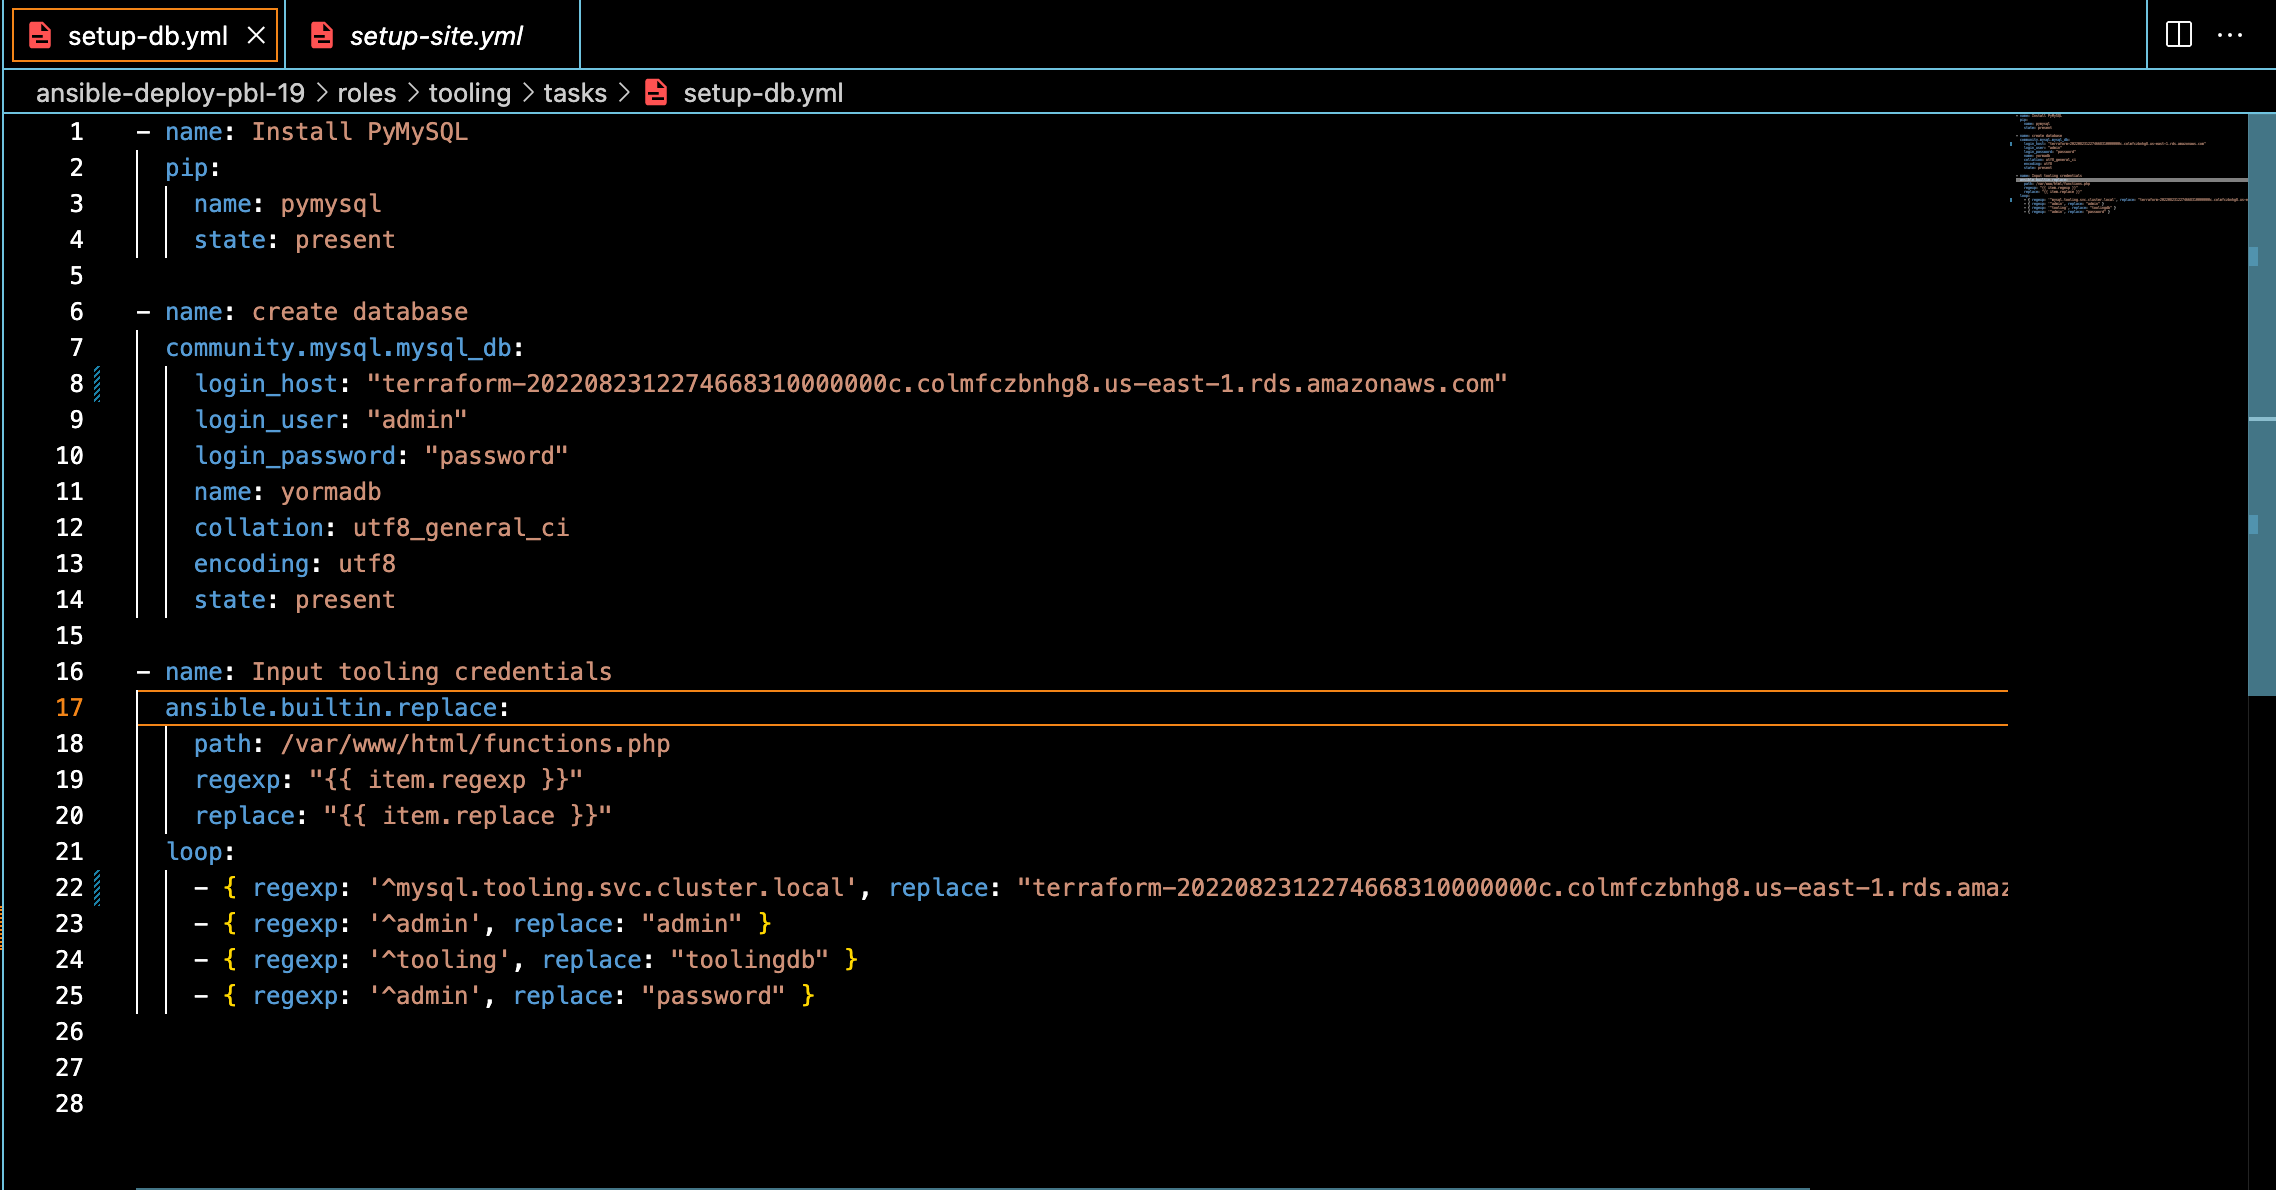 setup-db.yml
setup-site.yml
ansible-deploy-pbl-19 > roles > tooling > tasks > setup-db.yml
1 - name: Install PyMySQL
2 pip:
3 name: pymysql
4 state: present
5
6 - name: create database
7 community.mysql.mysql_db:
8 login_host: "terraform-20220823122746683100000000c.colmfczbnhg8.us-east-1.rds.amazonaws.com"
9 login_user: "admin"
10 login_password: "password"
11 name: yormadb
12 collation: utf8_general_ci
13 encoding: utf8
14 state: present
15
16 - name: Input tooling credentials
17 ansible.builtin.replace:
18 path: /var/www/html/functions.php
19 regexp: "{{ item.regexp }}"
20 replace: "{{ item.replace }}"
21 loop:
22 - { regexp: '^mysql.tooling.svc.cluster.local', replace: "terraform-20220823122746683100000000c.colmfczbnhg8.us-east-1.rds.amaz
23 - { regexp: '^admin', replace: "admin" }
24 - { regexp: '^tooling', replace: "toolingdb" }
25 - { regexp: '^admin', replace: "password" }
26
27
28